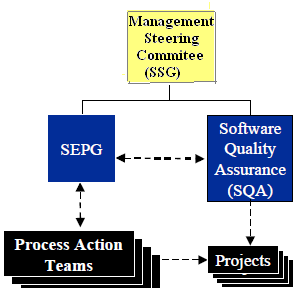 Management
Steering
Commitee
(SSG)
SEPG
Software
Quality
Assurance
(SQA)
Process Action
Teams
Projects